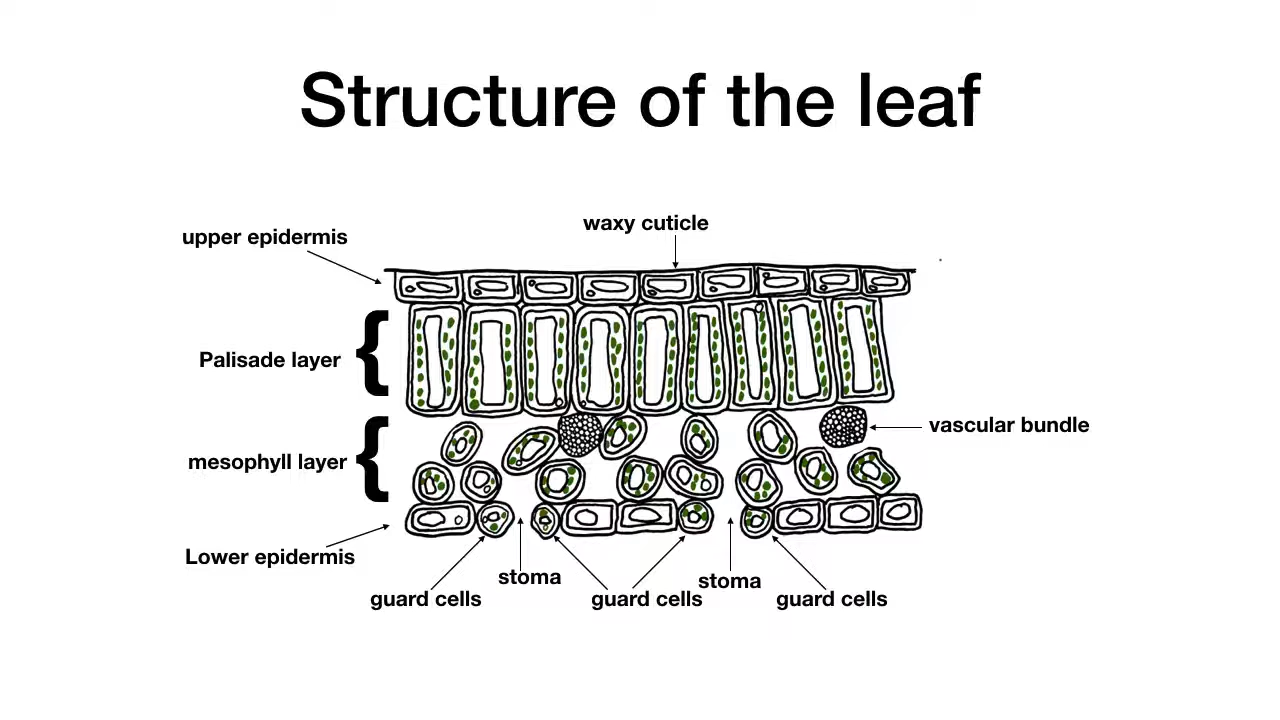 Structure of the leaf
waxy cuticle
upper epidermis
Palisade layer
vascular bundle
mesophyll layer
Lower epidermis
stoma
stoma
guard cells
guard cells
guard cells